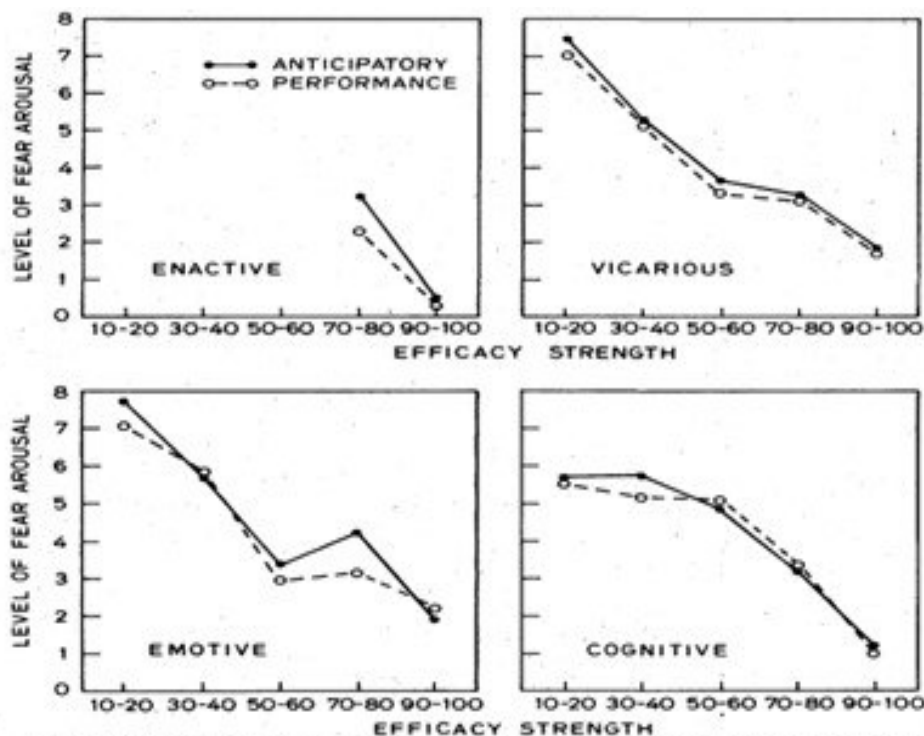 8
7
6
5
4
3
2
1
0
LEVEL OF FEAR AROUSAL
ANTICIPATORY
PERFORMANCE
ENACTIVE
VICARIOUS
10-20 30-40 50-60 70-80 90-100
10-20 30-40 50-60 70-80 90-100
EFFICACY STRENGTH
8
7
6
5
4
3
2
1
0
LEVEL OF FEAR AROUSAL
EMOTIVE
COGNITIVE
10-20 30-40 50-60 70-80 90-100
10-20 30-40 50-60 70-80 90-100
EFFICACY STRENGTH